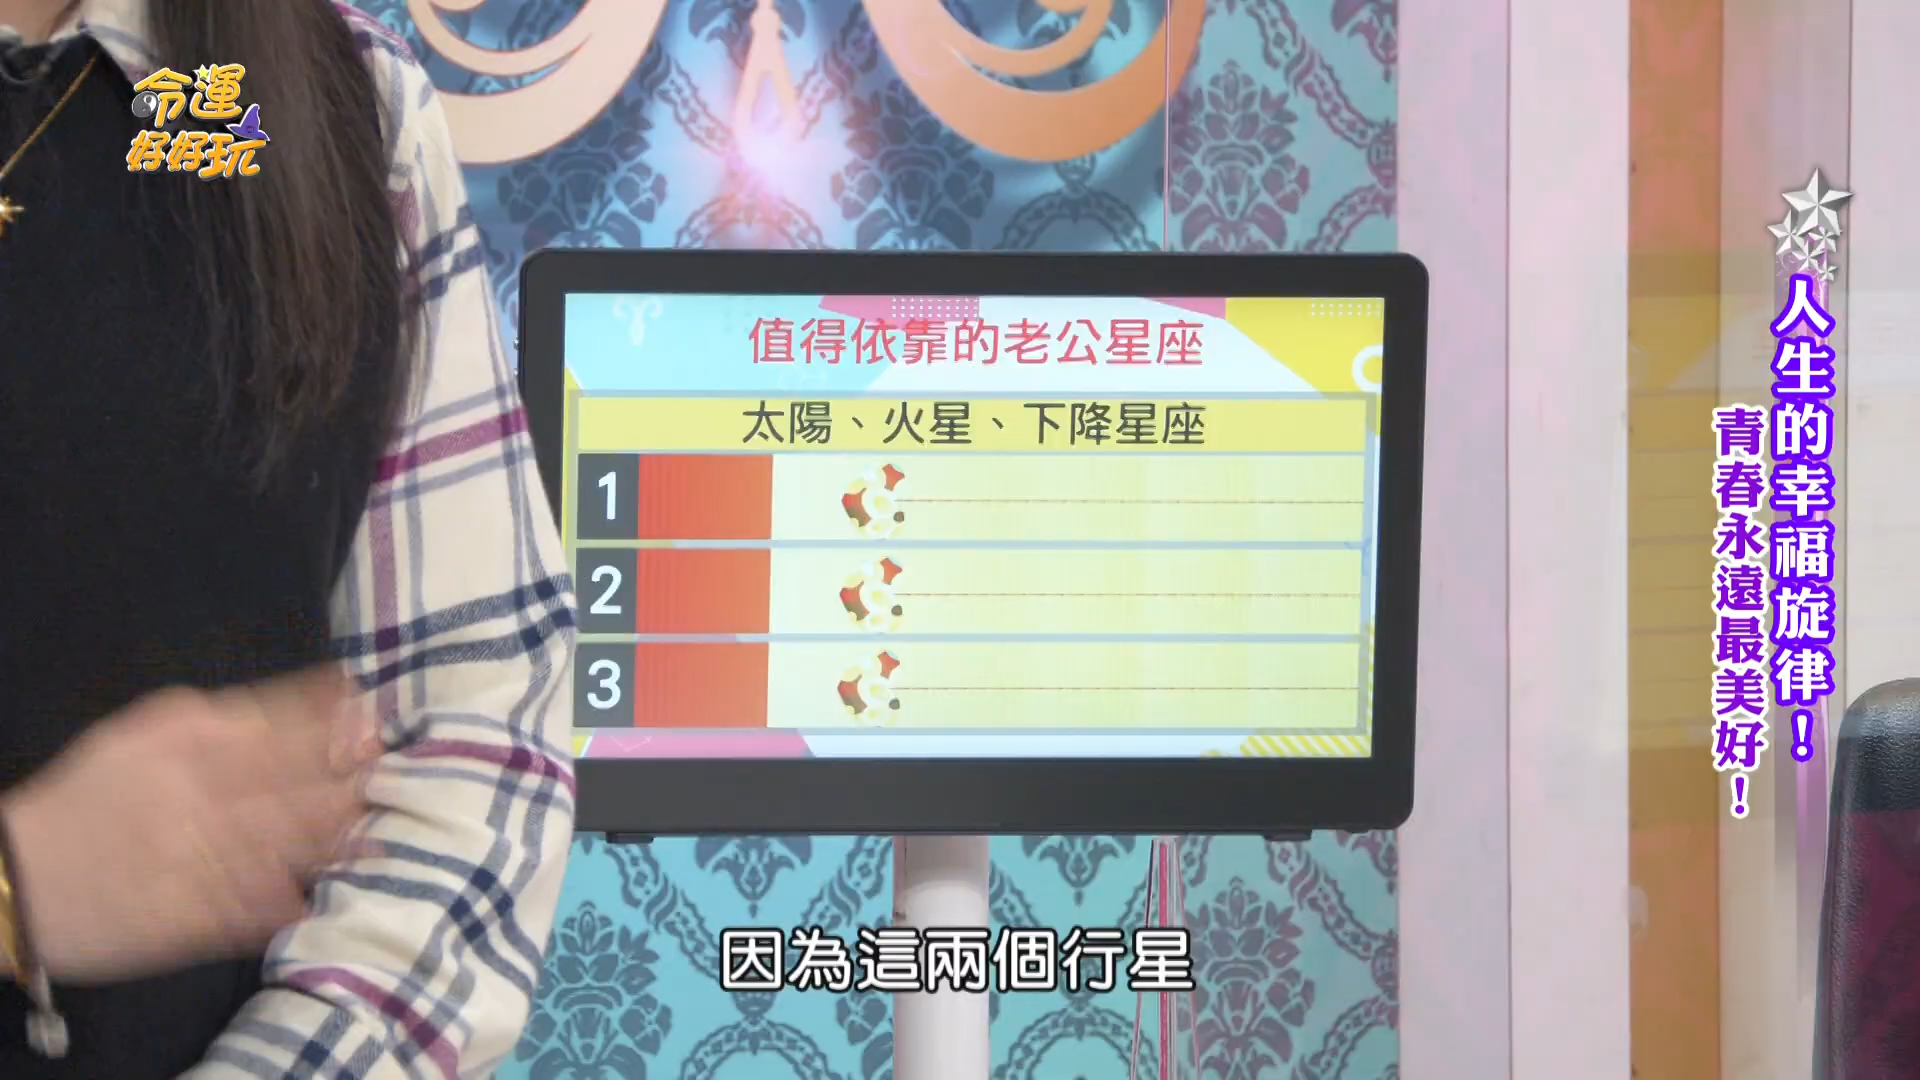 命運
好好玩
值得依靠的老公星座
太陽、火星、下降星座
1
2
3
人生的幸福旋律！
青春永遠最美好！
因為這兩個行星